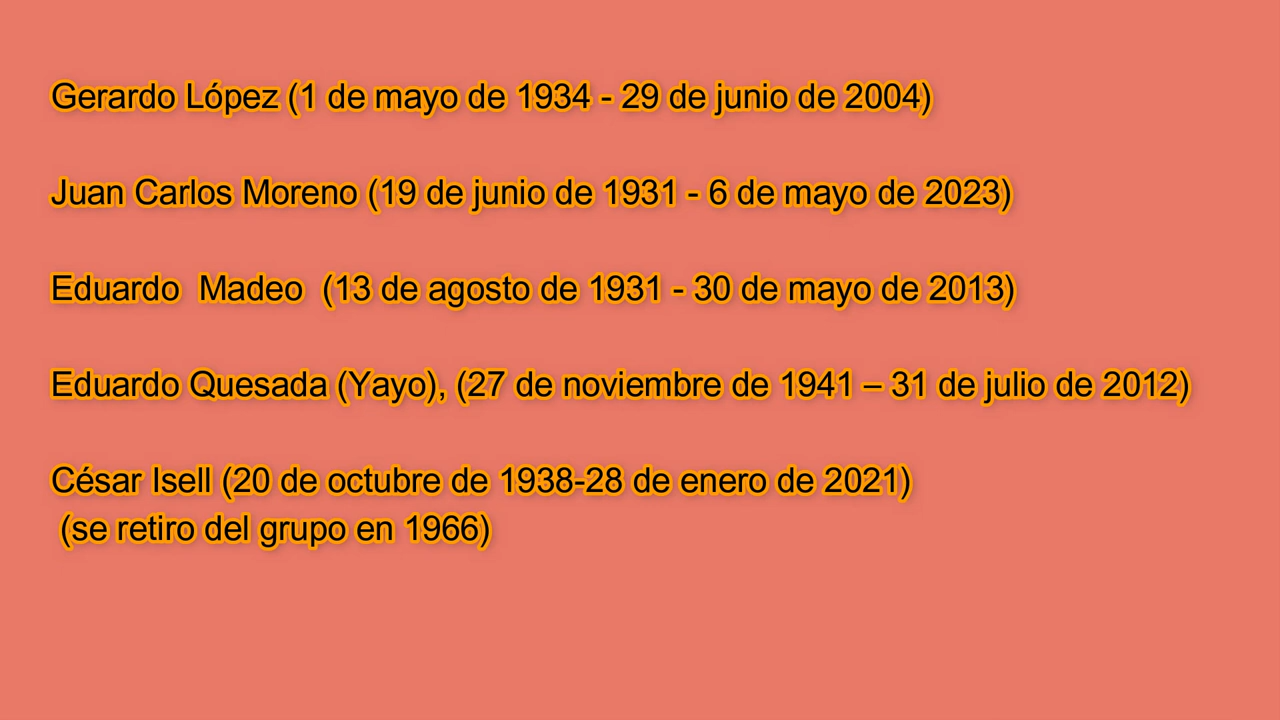 Gerardo López (1 de mayo de 1934 - 29 de junio de 2004)
Juan Carlos Moreno (19 de junio de 1931 - 6 de mayo de 2023)
Eduardo  Madeo  (13 de agosto de 1931 - 30 de mayo de 2013)
Eduardo Quesada (Yayo), (27 de noviembre de 1941 – 31 de julio de 2012)
César Isell (20 de octubre de 1938-28 de enero de 2021)
(se retiro del grupo en 1966)